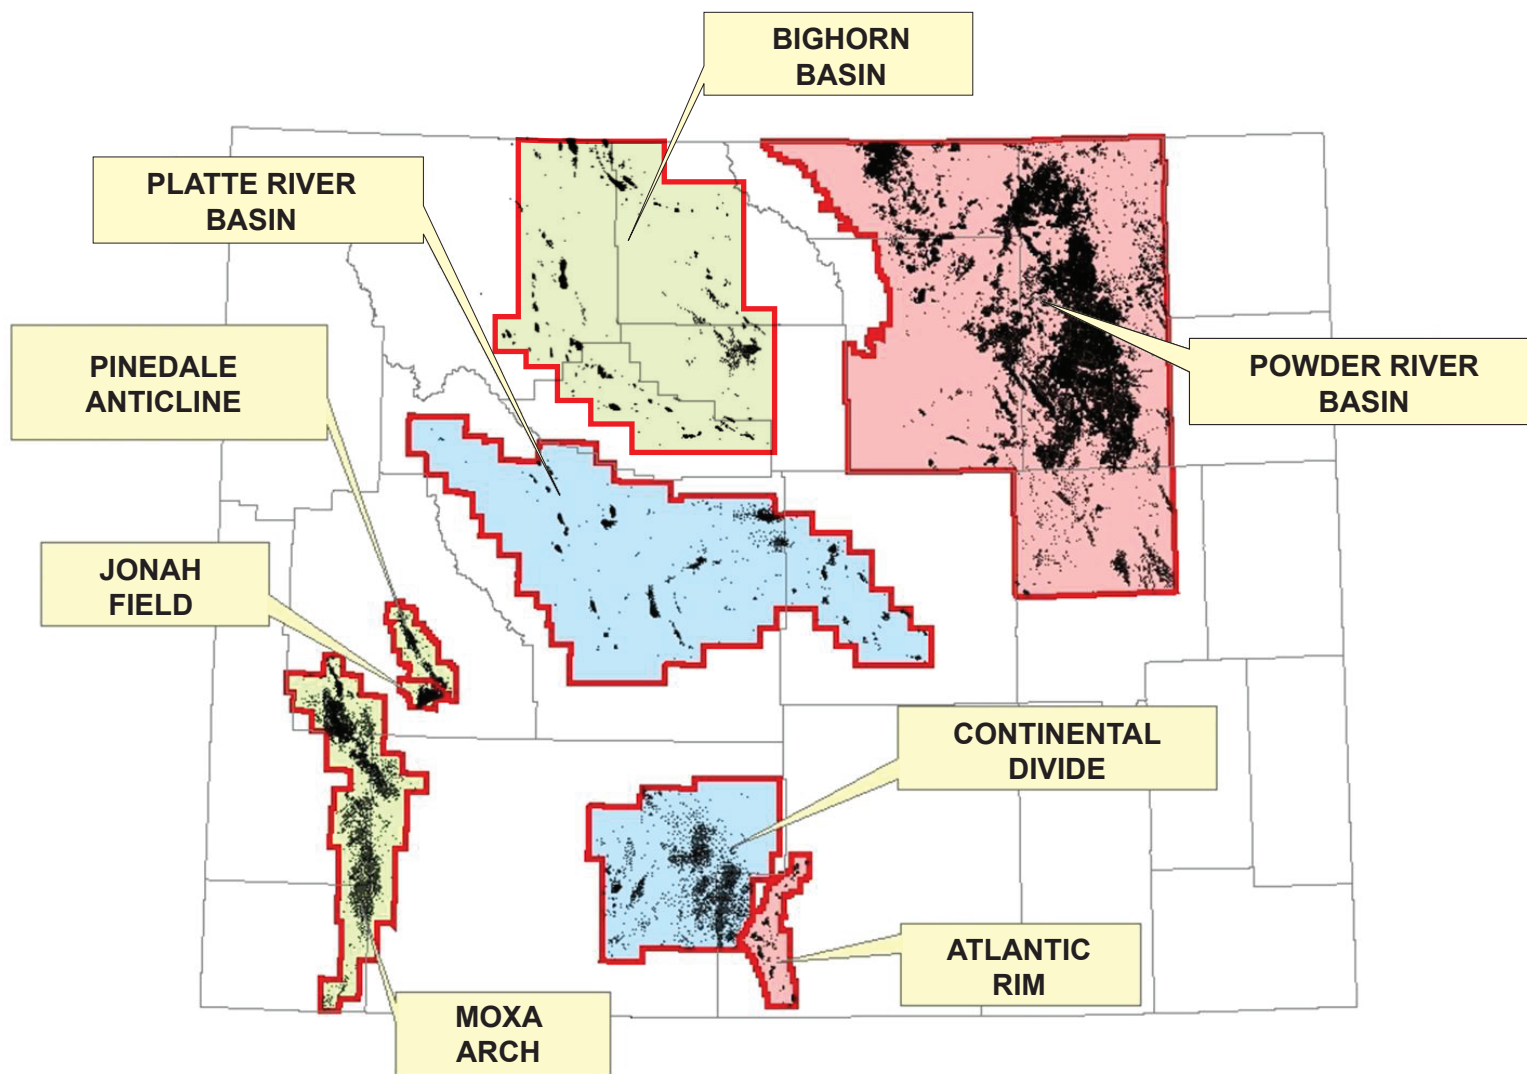 BIGHORN
BASIN
PLATTE RIVER
BASIN
PINEDALE
ANTICLINE
POWDER RIVER
BASIN
JONAH
FIELD
CONTINENTAL
DIVIDE
ATLANTIC
RIM
MOXA
ARCH